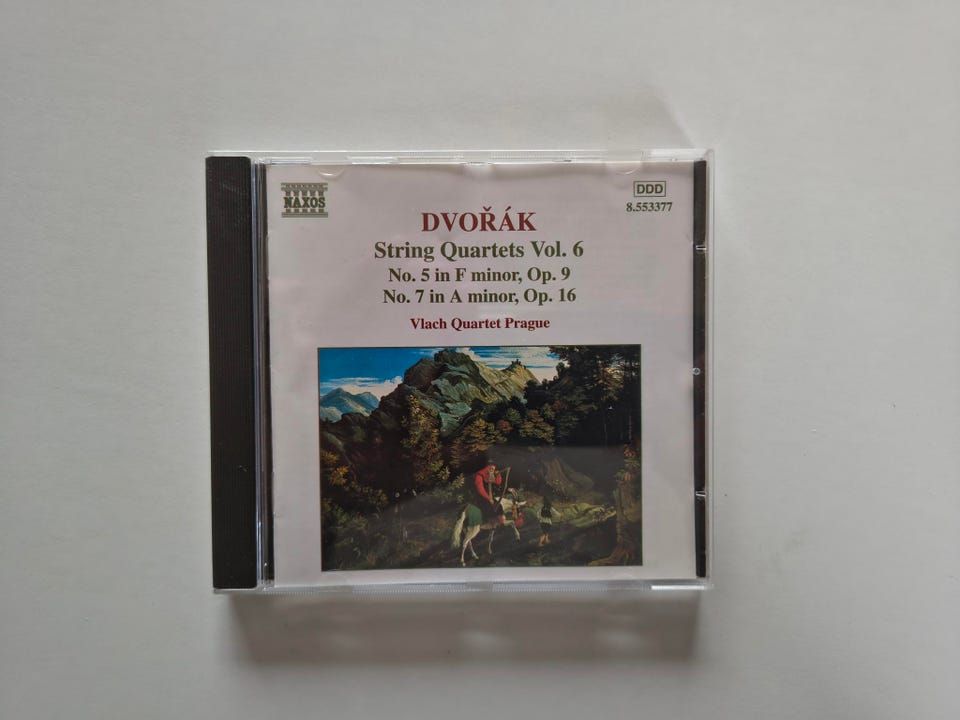 NAXOS
DDD
8.553377
DVOŘÁK
String Quartets Vol. 6
No. 5 in F minor, Op. 9
No. 7 in A minor, Op. 16
Vlach Quartet Prague